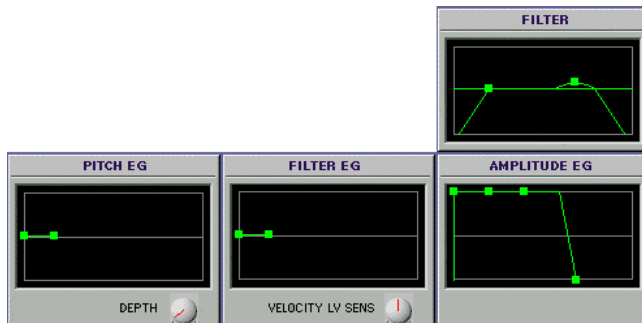 FILTER
PITCH EG
FILTER EG
AMPLITUDE EG
DEPTH
VELOCITY LV SENS